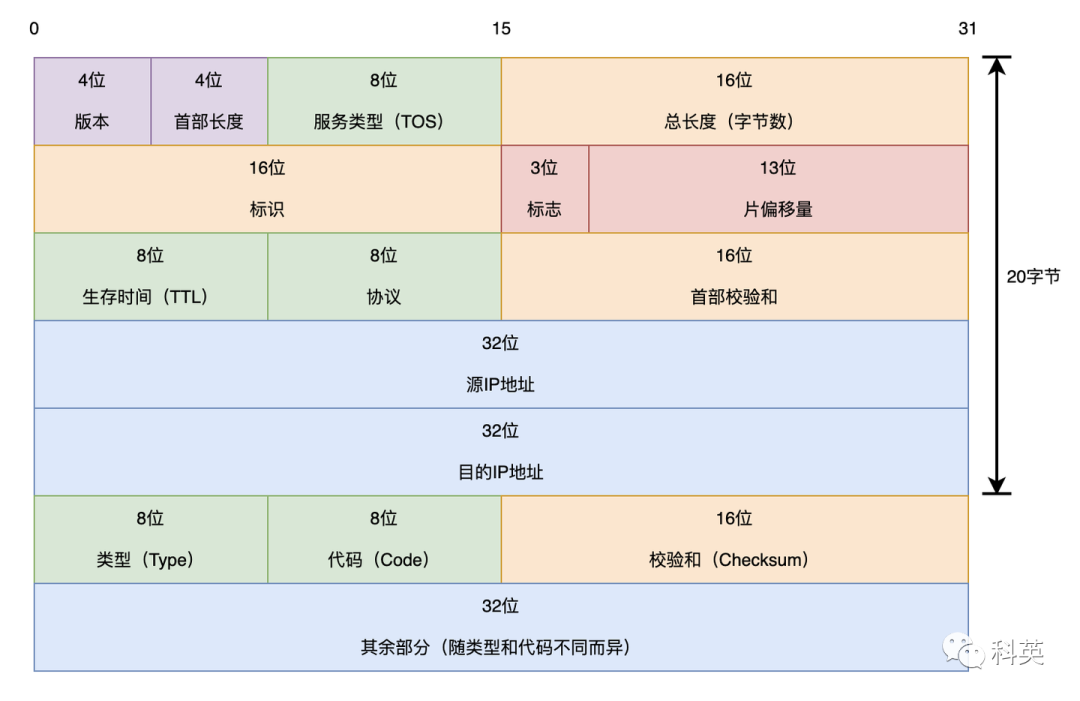 0 15 31
4位 4位 8位 16位
版本 首部长度 服务类型（TOS） 总长度（字节数）
16位 3位 13位
标识 标志 片偏移量
8位 8位 16位
生存时间（TTL） 协议 首部校验和
20字节
32位
源IP地址
32位
目的IP地址
8位 8位 16位
类型（Type） 代码（Code） 校验和（Checksum）
32位
其余部分（随类型和代码不同而异）
科英